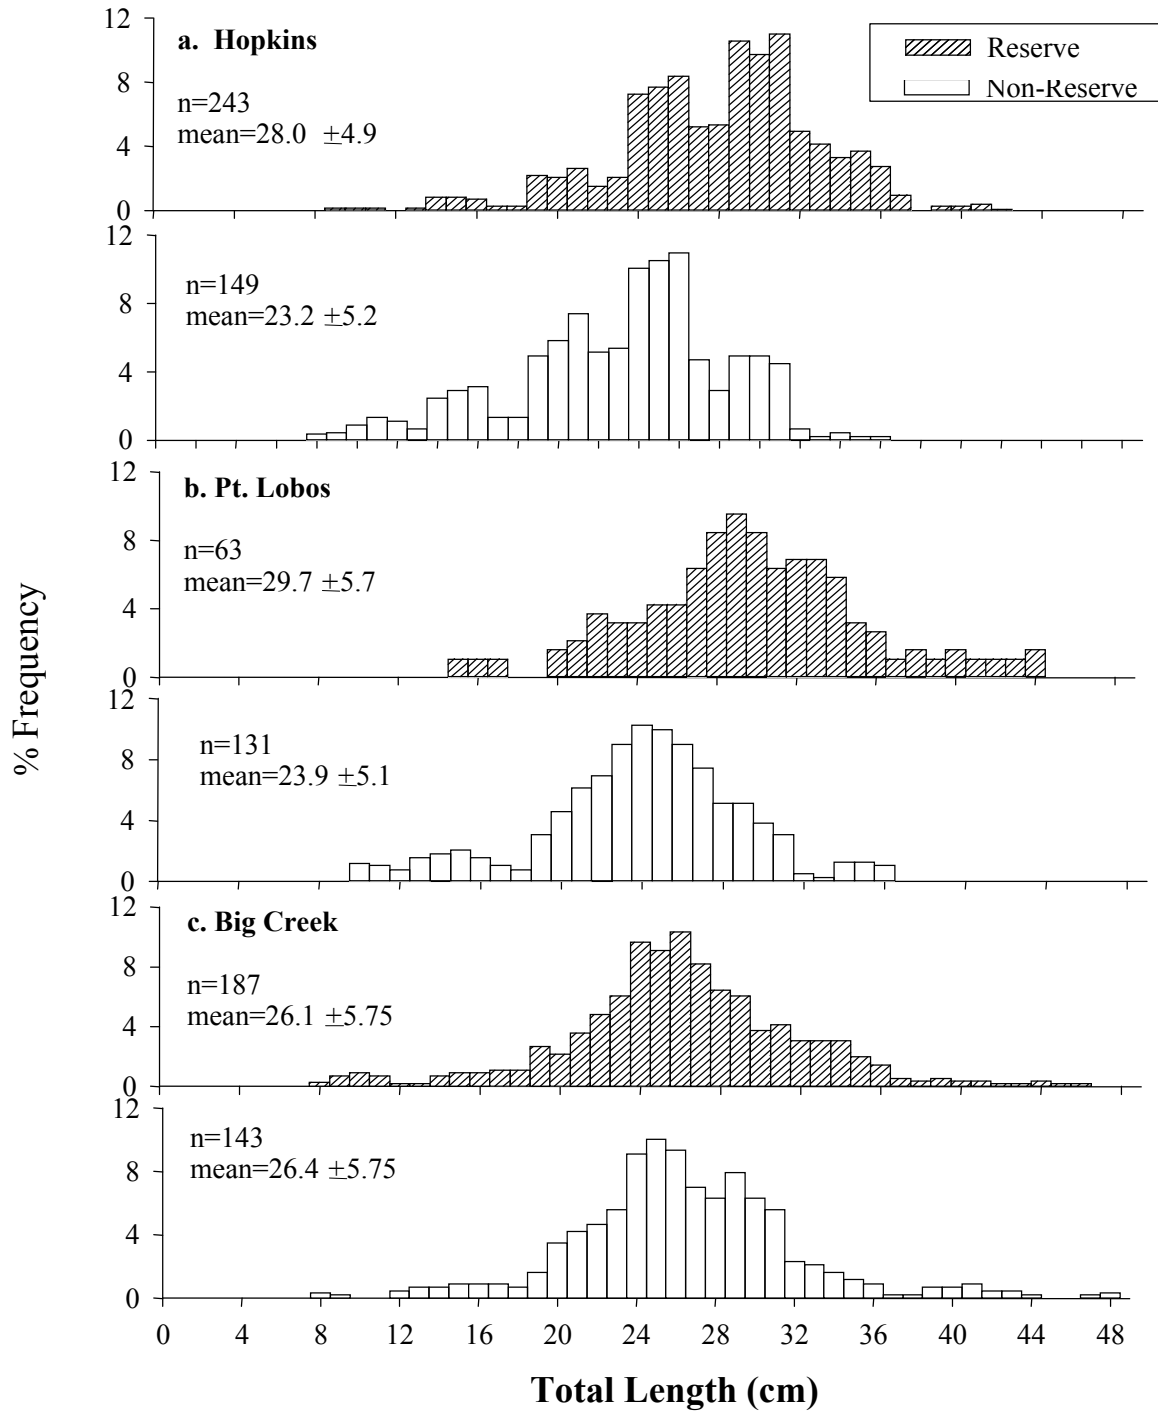 12
a. Hopkins
Reserve
8
n=243
Non-Reserve
mean=28.0 ±4.9
4
0
12
n=149
8
mean=23.2 ±5.2
4
0
12
b. Pt. Lobos
8
n=63
mean=29.7 ±5.7
4
0
% Frequency
12
n=131
8
mean=23.9 ±5.1
4
0
12
c. Big Creek
8
n=187
mean=26.1 ±5.75
4
0
12
n=143
8
mean=26.4 ±5.75
4
0
0 4 8 12 16 20 24 28 32 36 40 44 48
Total Length (cm)